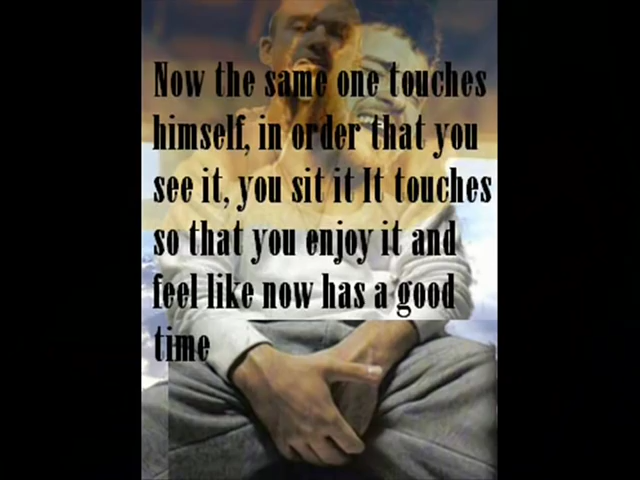 Now the same one touches
himself, in order that you
see it, you sit it It touches
so that you enjoy it and
feel like now has a good
time